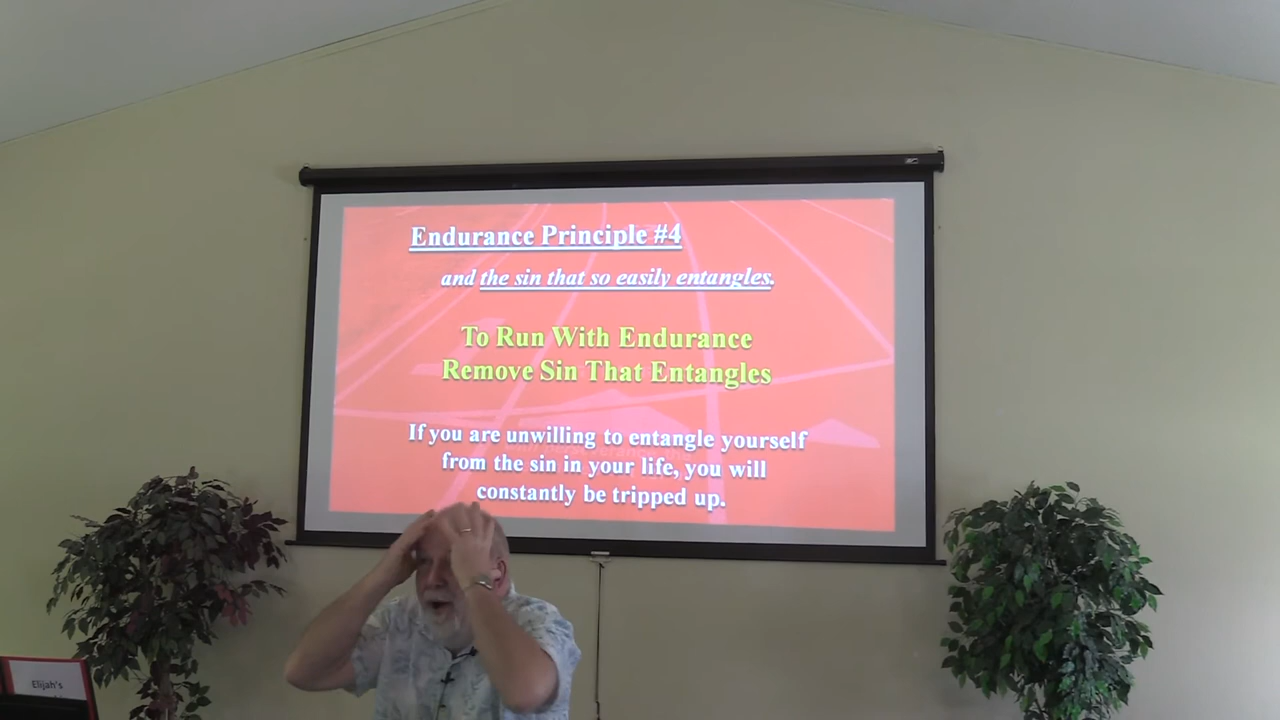 Endurance Principle #4
and the sin that so easily entangles.
To Run With Endurance
Remove Sin That Entangles
If you are unwilling to entangle yourself
from the sin in your life, you will
constantly be tripped up.
Elijah's